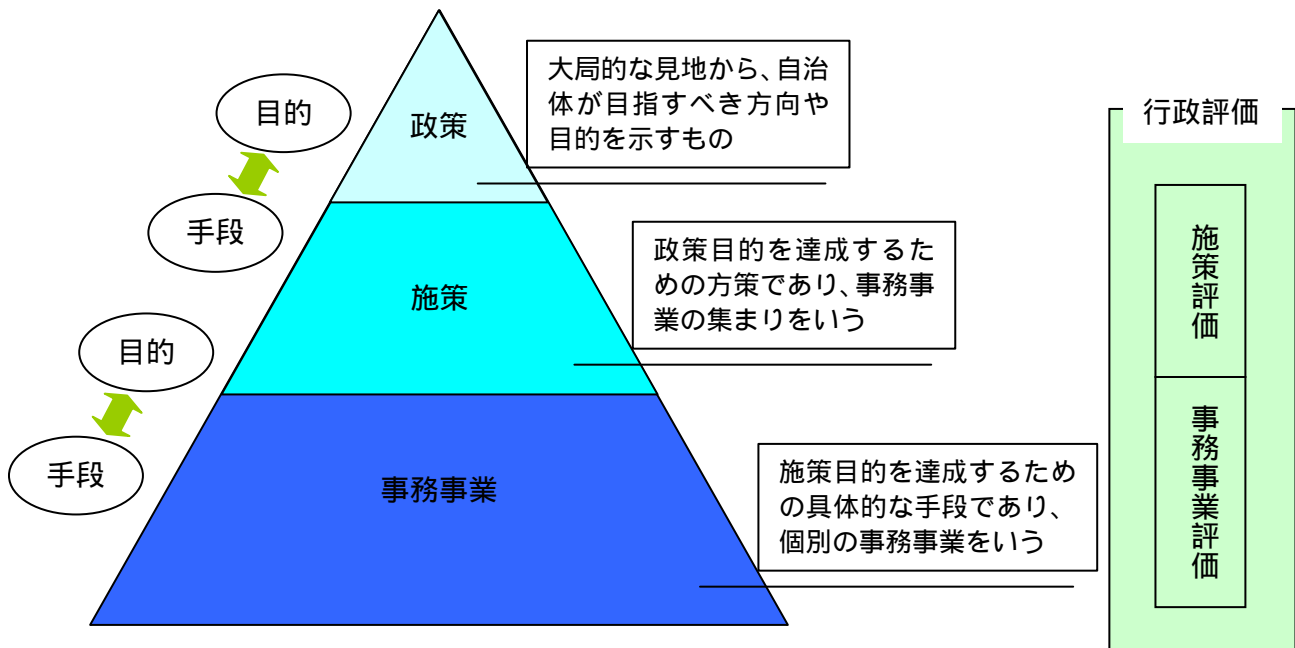 目的
手段
目的
手段
政策
施策
事務事業
大局的な見地から、自治
体が目指すべき方向や
目的を示すもの
政策目的を達成するた
めの方策であり、事務事
業の集まりをいう
施策目的を達成するため
の具体的な手段であり、
個別の事務事業をいう
行政評価
施策評価
事務事業評価